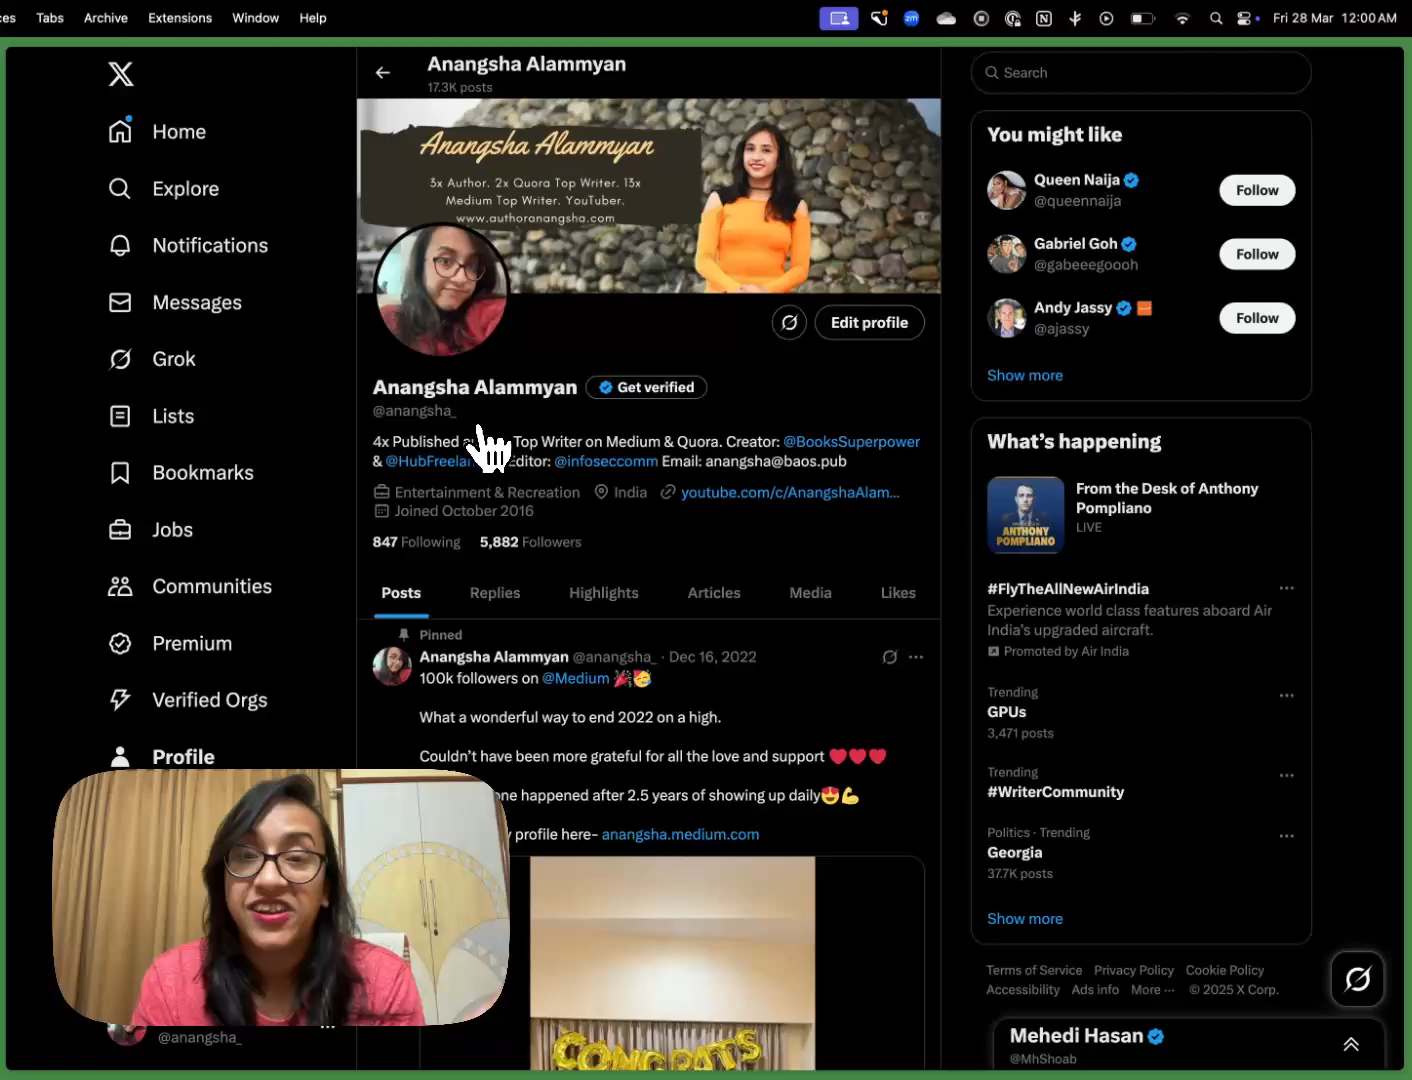 ces Tabs Archive Extensions Window Help
zm
Fri 28 Mar 12:00 AM
Home
Explore
Notifications
Messages
Grok
Lists
Bookmarks
Jobs
Communities
Premium
Verified Orgs
Profile
@anangsha_
Anangsha Alammyan
17.3K posts
Anangsha Alammyan
3x Author. 2x Quora Top Writer. 13x
Medium Top Writer. YouTuber.
www.authoranangsha.com
Edit profile
Anangsha Alammyan Get verified
@anangsha_
4x Published Top Writer on Medium & Quora. Creator: @BooksSuperpower
& @HubFreelan ditor: @infoseccomm Email: anangsha@baos.pub
Entertainment & Recreation India youtube.com/c/AnangshaAlam...
Joined October 2016
847 Following 5,882 Followers
Posts Replies Highlights Articles Media Likes
Pinned
Anangsha Alammyan @anangsha_ · Dec 16, 2022
100k followers on @Medium
What a wonderful way to end 2022 on a high.
Couldn't have been more grateful for all the love and support
ne happened after 2.5 years of showing up daily
profile here- anangsha.medium.com
CONGRATS
Search
You might like
Queen Naija
@queennaija
Follow
Gabriel Goh
@gabeeegoooh
Follow
Andy Jassy
@ajassy
Follow
Show more
What's happening
From the Desk of Anthony
Pompliano
LIVE
ANTHONY
POMPLIANO
#FlyTheAllNewAirIndia
Experience world class features aboard Air
India's upgraded aircraft.
Promoted by Air India
Trending
GPUs
3,471 posts
Trending
#WriterCommunity
Politics · Trending
Georgia
37.7K posts
Show more
Terms of Service Privacy Policy Cookie Policy
Accessibility Ads info More ··· © 2025 X Corp.
Mehedi Hasan
@MhShoab